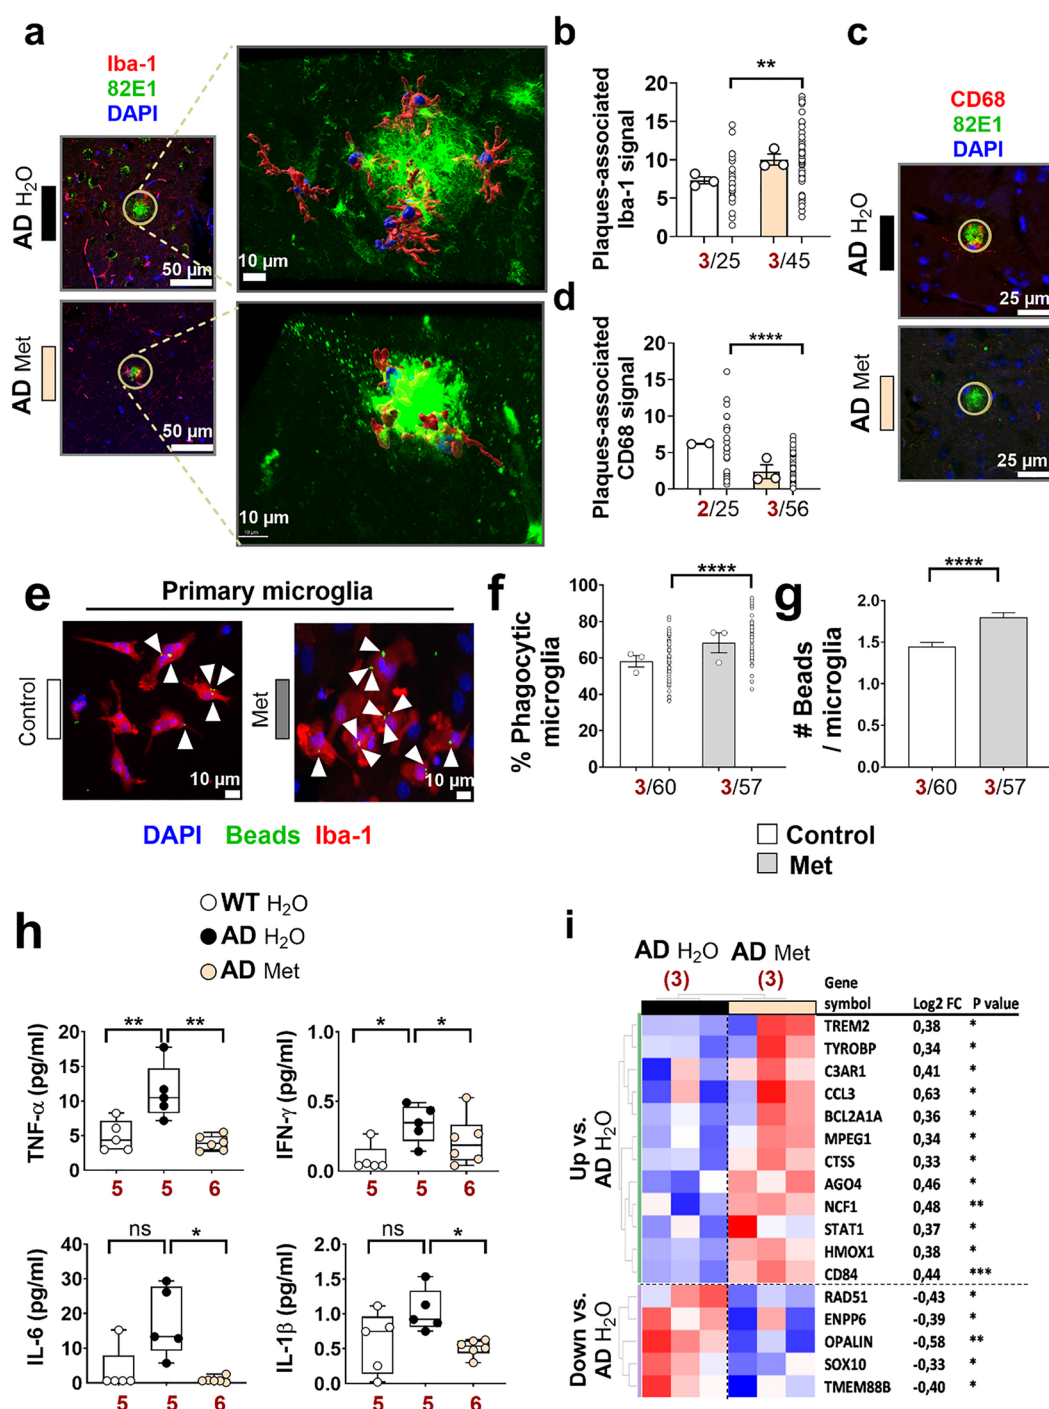 a
Iba-1
82E1
DAPI
AD H₂O
50 µm
10 µm
AD Met
50 µm
10 µm
10 µm
b
Plaques-associated
Iba-1 signal
**
20
15
10
5
0
3/25
3/45
c
CD68
82E1
DAPI
AD H₂O
25 µm
AD Met
25 µm
d
Plaques-associated
CD68 signal
****
20
15
10
5
0
2/25
3/56
e
Primary microglia
Control
10 µm
Met
10 µm
DAPI Beads Iba-1
f
% Phagocytic
microglia
****
100
80
60
40
20
0
3/60
3/57
g
# Beads
/ microglia
****
2.0
1.5
1.0
0.5
0.0
3/60
3/57
Control
Met
h
WT H₂O
AD H₂O
AD Met
TNF-α (pg/ml)
** **
20
15
10
5
0
5 5 6
IFN-γ (pg/ml)
* *
1.0
0.5
0.0
5 5 6
IL-6 (pg/ml)
ns *
40
30
20
10
0
5 5 6
IL-1β (pg/ml)
ns *
2.0
1.5
1.0
0.5
0.0
5 5 6
i
AD H₂O AD Met
(3) (3)
Gene
symbol Log2 FC P value
Up vs.
AD H₂O
TREM2 0,38 *
TYROBP 0,34 *
C3AR1 0,41 *
CCL3 0,63 *
BCL2A1A 0,36 *
MPEG1 0,34 *
CTSS 0,33 *
AGO4 0,46 *
NCF1 0,48 **
STAT1 0,37 *
HMOX1 0,38 *
CD84 0,44 ***
Down vs.
AD H₂O
RAD51 -0,43 *
ENPP6 -0,39 *
OPALIN -0,58 **
SOX10 -0,33 *
TMEM88B -0,40 *